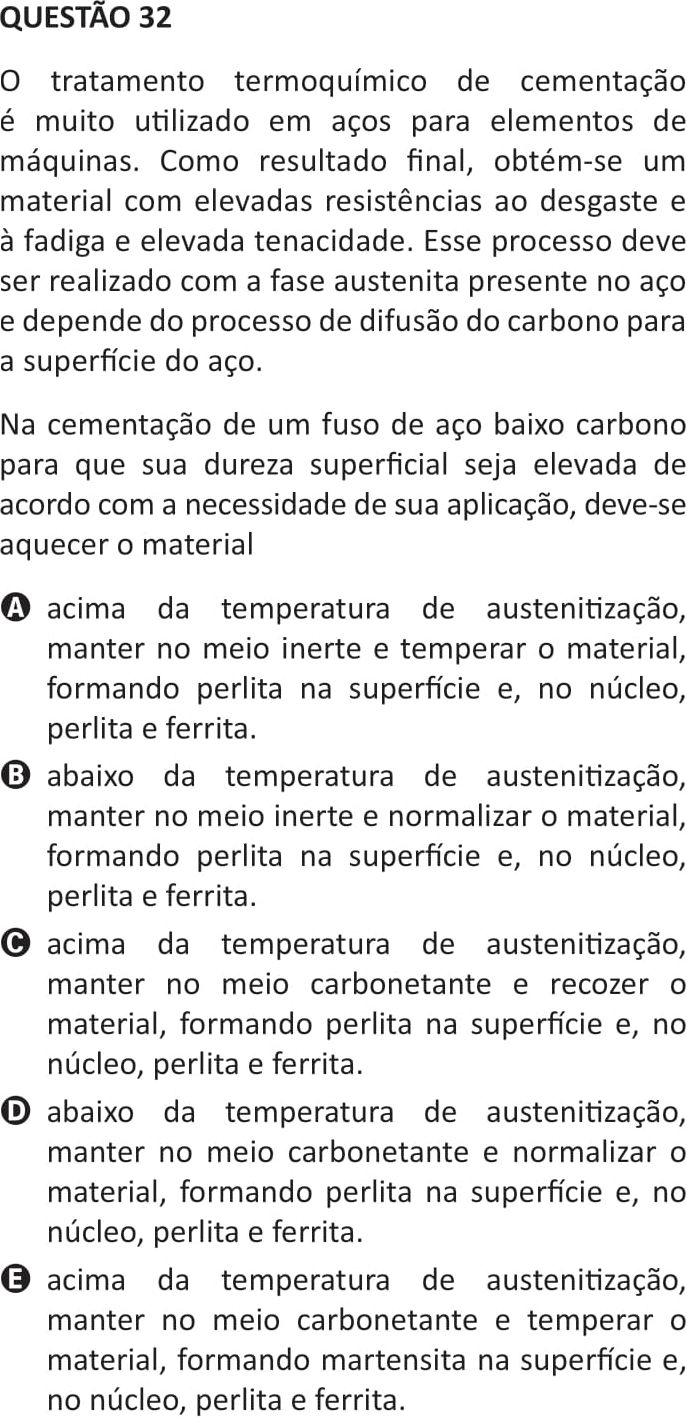 QUESTÃO 32
O tratamento termoquímico de cementação
é muito utilizado em aços para elementos de
máquinas. Como resultado final, obtém-se um
material com elevadas resistências ao desgaste e
à fadiga e elevada tenacidade. Esse processo deve
ser realizado com a fase austenita presente no aço
e depende do processo de difusão do carbono para
a superfície do aço.
Na cementação de um fuso de aço baixo carbono
para que sua dureza superficial seja elevada de
acordo com a necessidade de sua aplicação, deve-se
aquecer o material
A acima da temperatura de austenitização,
manter no meio inerte e temperar o material,
formando perlita na superfície e, no núcleo,
perlita e ferrita.
B abaixo da temperatura de austenitização,
manter no meio inerte e normalizar o material,
formando perlita na superfície e, no núcleo,
perlita e ferrita.
C acima da temperatura de austenitização,
manter no meio carbonetante e recozer o
material, formando perlita na superfície e, no
núcleo, perlita e ferrita.
D abaixo da temperatura de austenitização,
manter no meio carbonetante e normalizar o
material, formando perlita na superfície e, no
núcleo, perlita e ferrita.
E acima da temperatura de austenitização,
manter no meio carbonetante e temperar o
material, formando martensita na superfície e,
no núcleo, perlita e ferrita.